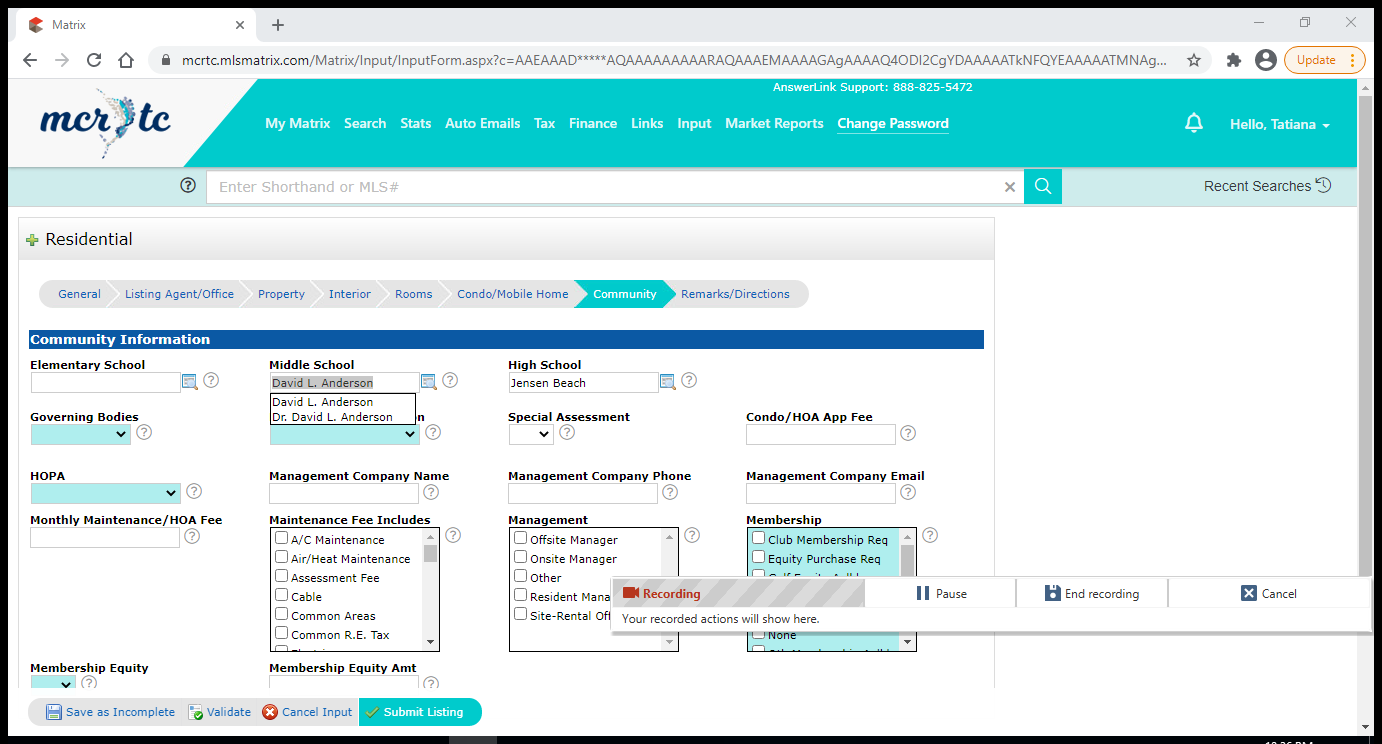 Matrix
mcrtc.mlsmatrix.com/Matrix/Input/InputForm.aspx?c=AAEAAAD*****AQAAAAAAAAARAQAAAEMAAAAGAgAAAAQ4ODI2CgYDAAAAATkNFQYEAAAAATMNAg...
Update
AnswerLink Support: 888-825-5472
mcr tc
My Matrix Search Stats Auto Emails Tax Finance Links Input Market Reports Change Password
Hello, Tatiana
Enter Shorthand or MLS#
Recent Searches
Residential
General Listing Agent/Office Property Interior Rooms Condo/Mobile Home Community Remarks/Directions
Community Information
Elementary School Middle School High School
David L. Anderson Jensen Beach
David L. Anderson
Dr. David L. Anderson
Governing Bodies n Special Assessment Condo/HOA App Fee
HOPA Management Company Name Management Company Phone Management Company Email
Monthly Maintenance/HOA Fee Maintenance Fee Includes Management Membership
A/C Maintenance Offsite Manager Club Membership Req
Air/Heat Maintenance Onsite Manager Equity Purchase Req
Assessment Fee Other
Cable Resident Mana
Common Areas Site-Rental Off
Common R.E. Tax None
Recording Pause End recording Cancel
Your recorded actions will show here.
Membership Equity Membership Equity Amt
Save as Incomplete Validate Cancel Input Submit Listing